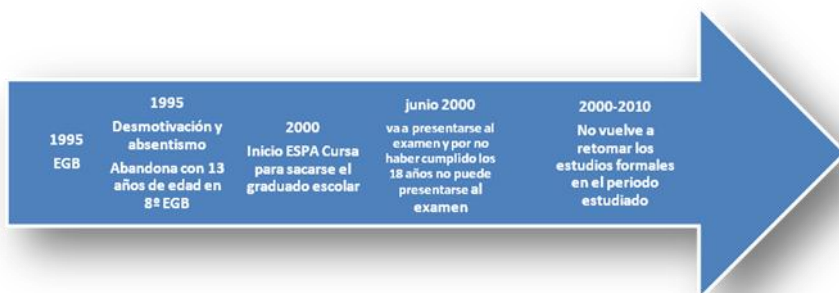 1995
EGB
1995
Desmotivación y
absentismo
Abandona con 13
años de edad en
8º EGB
2000
Inicio ESPA Cursa
para sacarse el
graduado escolar
junio 2000
va a presentarse al
examen y por no
haber cumplido los
18 años no puede
presentarse al
examen
2000-2010
No vuelve a
retomar los
estudios formales
en el periodo
estudiado